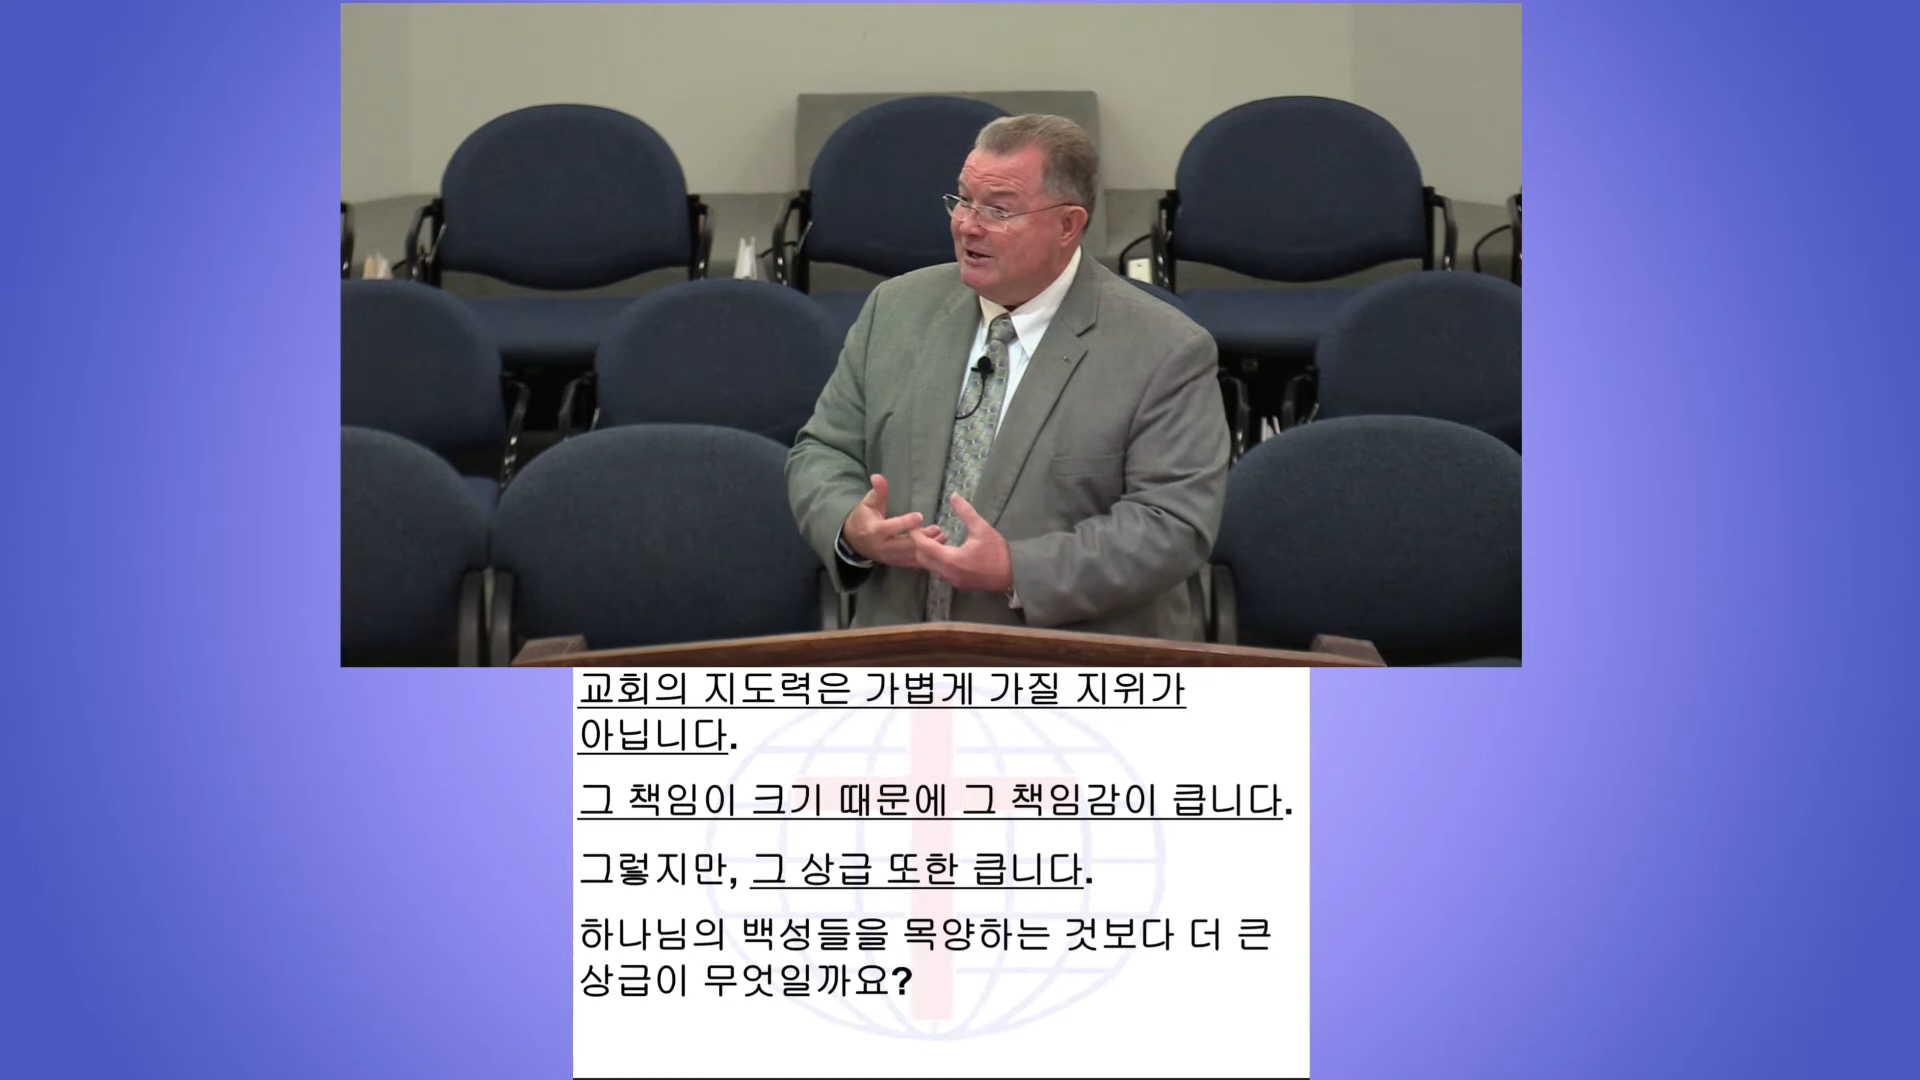 교회의 지도력은 가볍게 가질 지위가
아닙니다.
그 책임이 크기 때문에 그 책임감이 큽니다.
그렇지만, 그 상급 또한 큽니다.
하나님의 백성들을 목양하는 것보다 더 큰
상급이 무엇일까요?